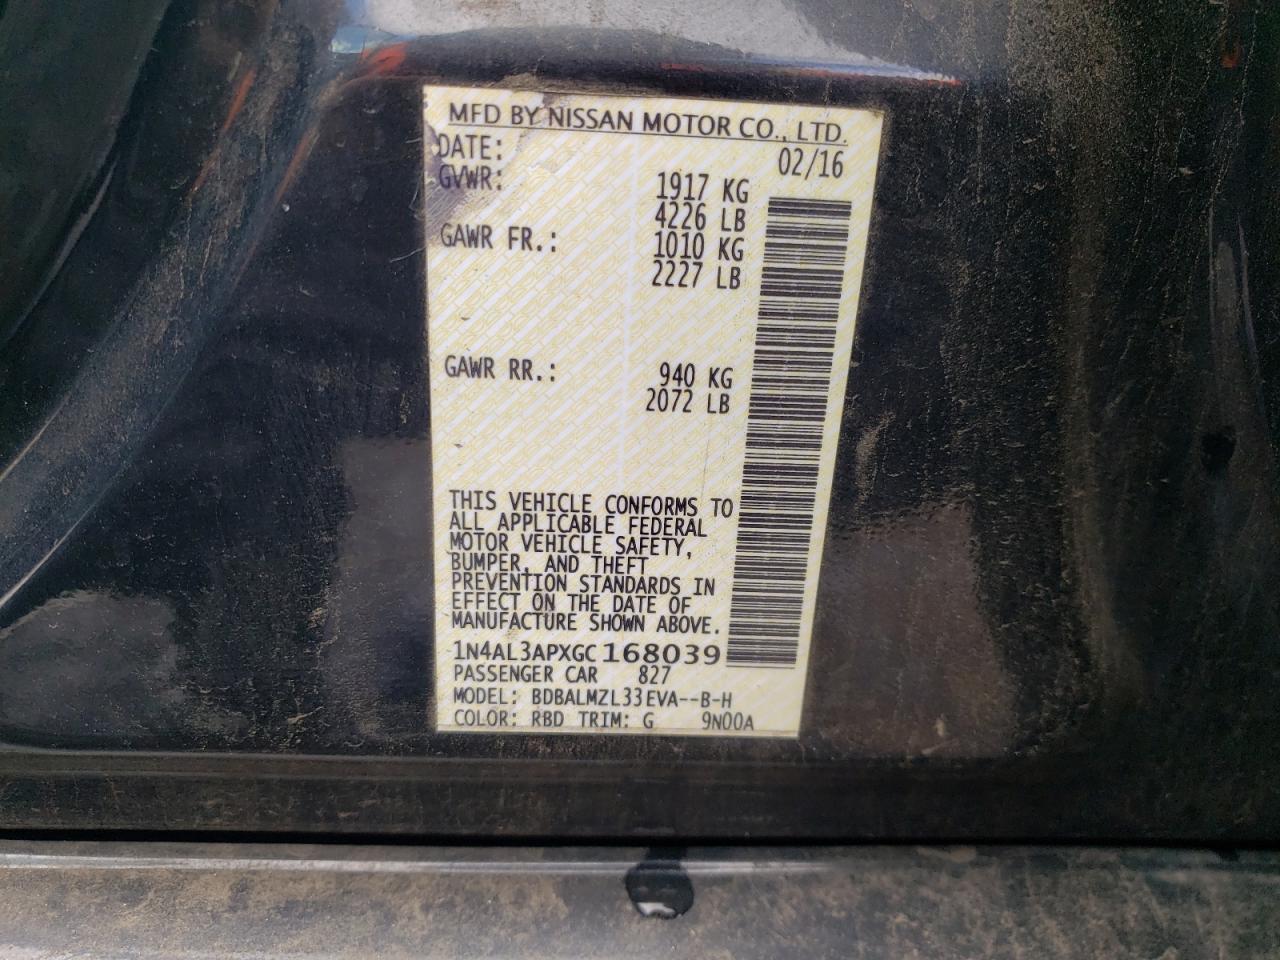 MFD BY NISSAN MOTOR CO., LTD.
DATE: 02/16
GVWR: 1917 KG
4226 LB
GAWR FR.: 1010 KG
2227 LB
GAWR RR.: 940 KG
2072 LB
THIS VEHICLE CONFORMS TO
ALL APPLICABLE FEDERAL
MOTOR VEHICLE SAFETY,
BUMPER, AND THEFT
PREVENTION STANDARDS IN
EFFECT ON THE DATE OF
MANUFACTURE SHOWN ABOVE.
1N4AL3APXGC168039
PASSENGER CAR 827
MODEL: BDBALMZL33EVA--B-H
COLOR: RBD TRIM: G 9N00A